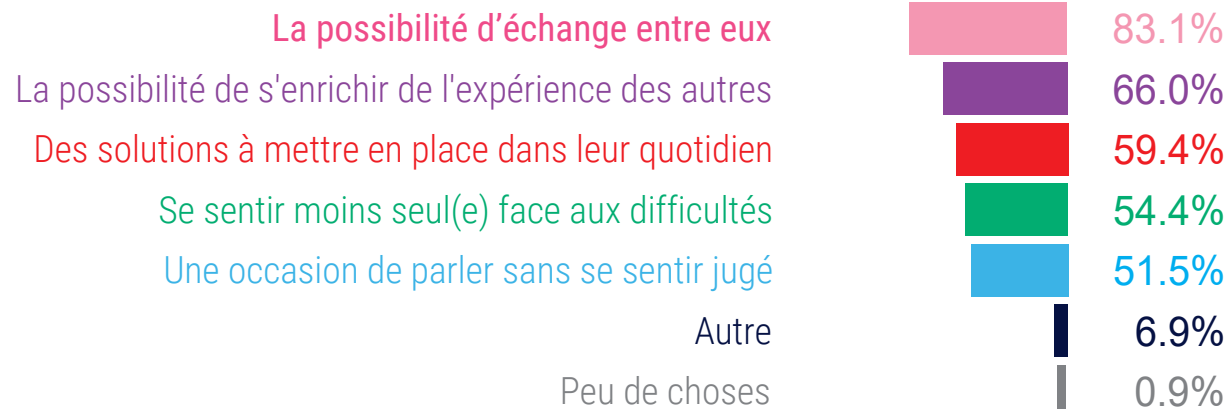 La possibilité d’échange entre eux 83.1%
La possibilité de s'enrichir de l'expérience des autres 66.0%
Des solutions à mettre en place dans leur quotidien 59.4%
Se sentir moins seul(e) face aux difficultés 54.4%
Une occasion de parler sans se sentir jugé 51.5%
Autre 6.9%
Peu de choses 0.9%